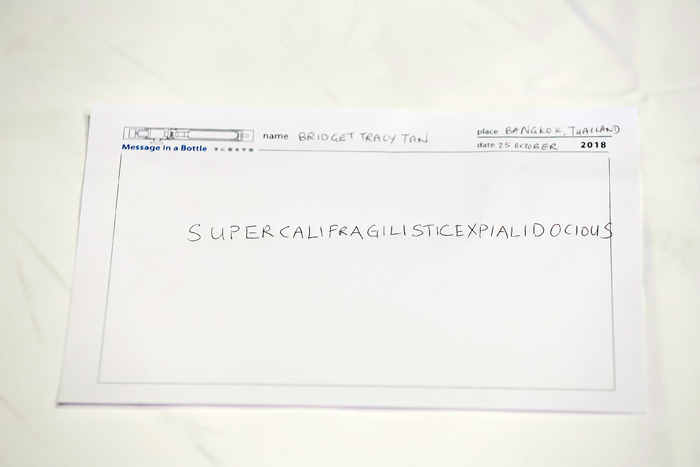 name BRIDGET TRACY TAN
place BANGKOK, THAILAND
Message in a Bottle
date 25 OCTOBER 2018
SUPERCALIFRAGILISTICEXPIALIDOCIOUS